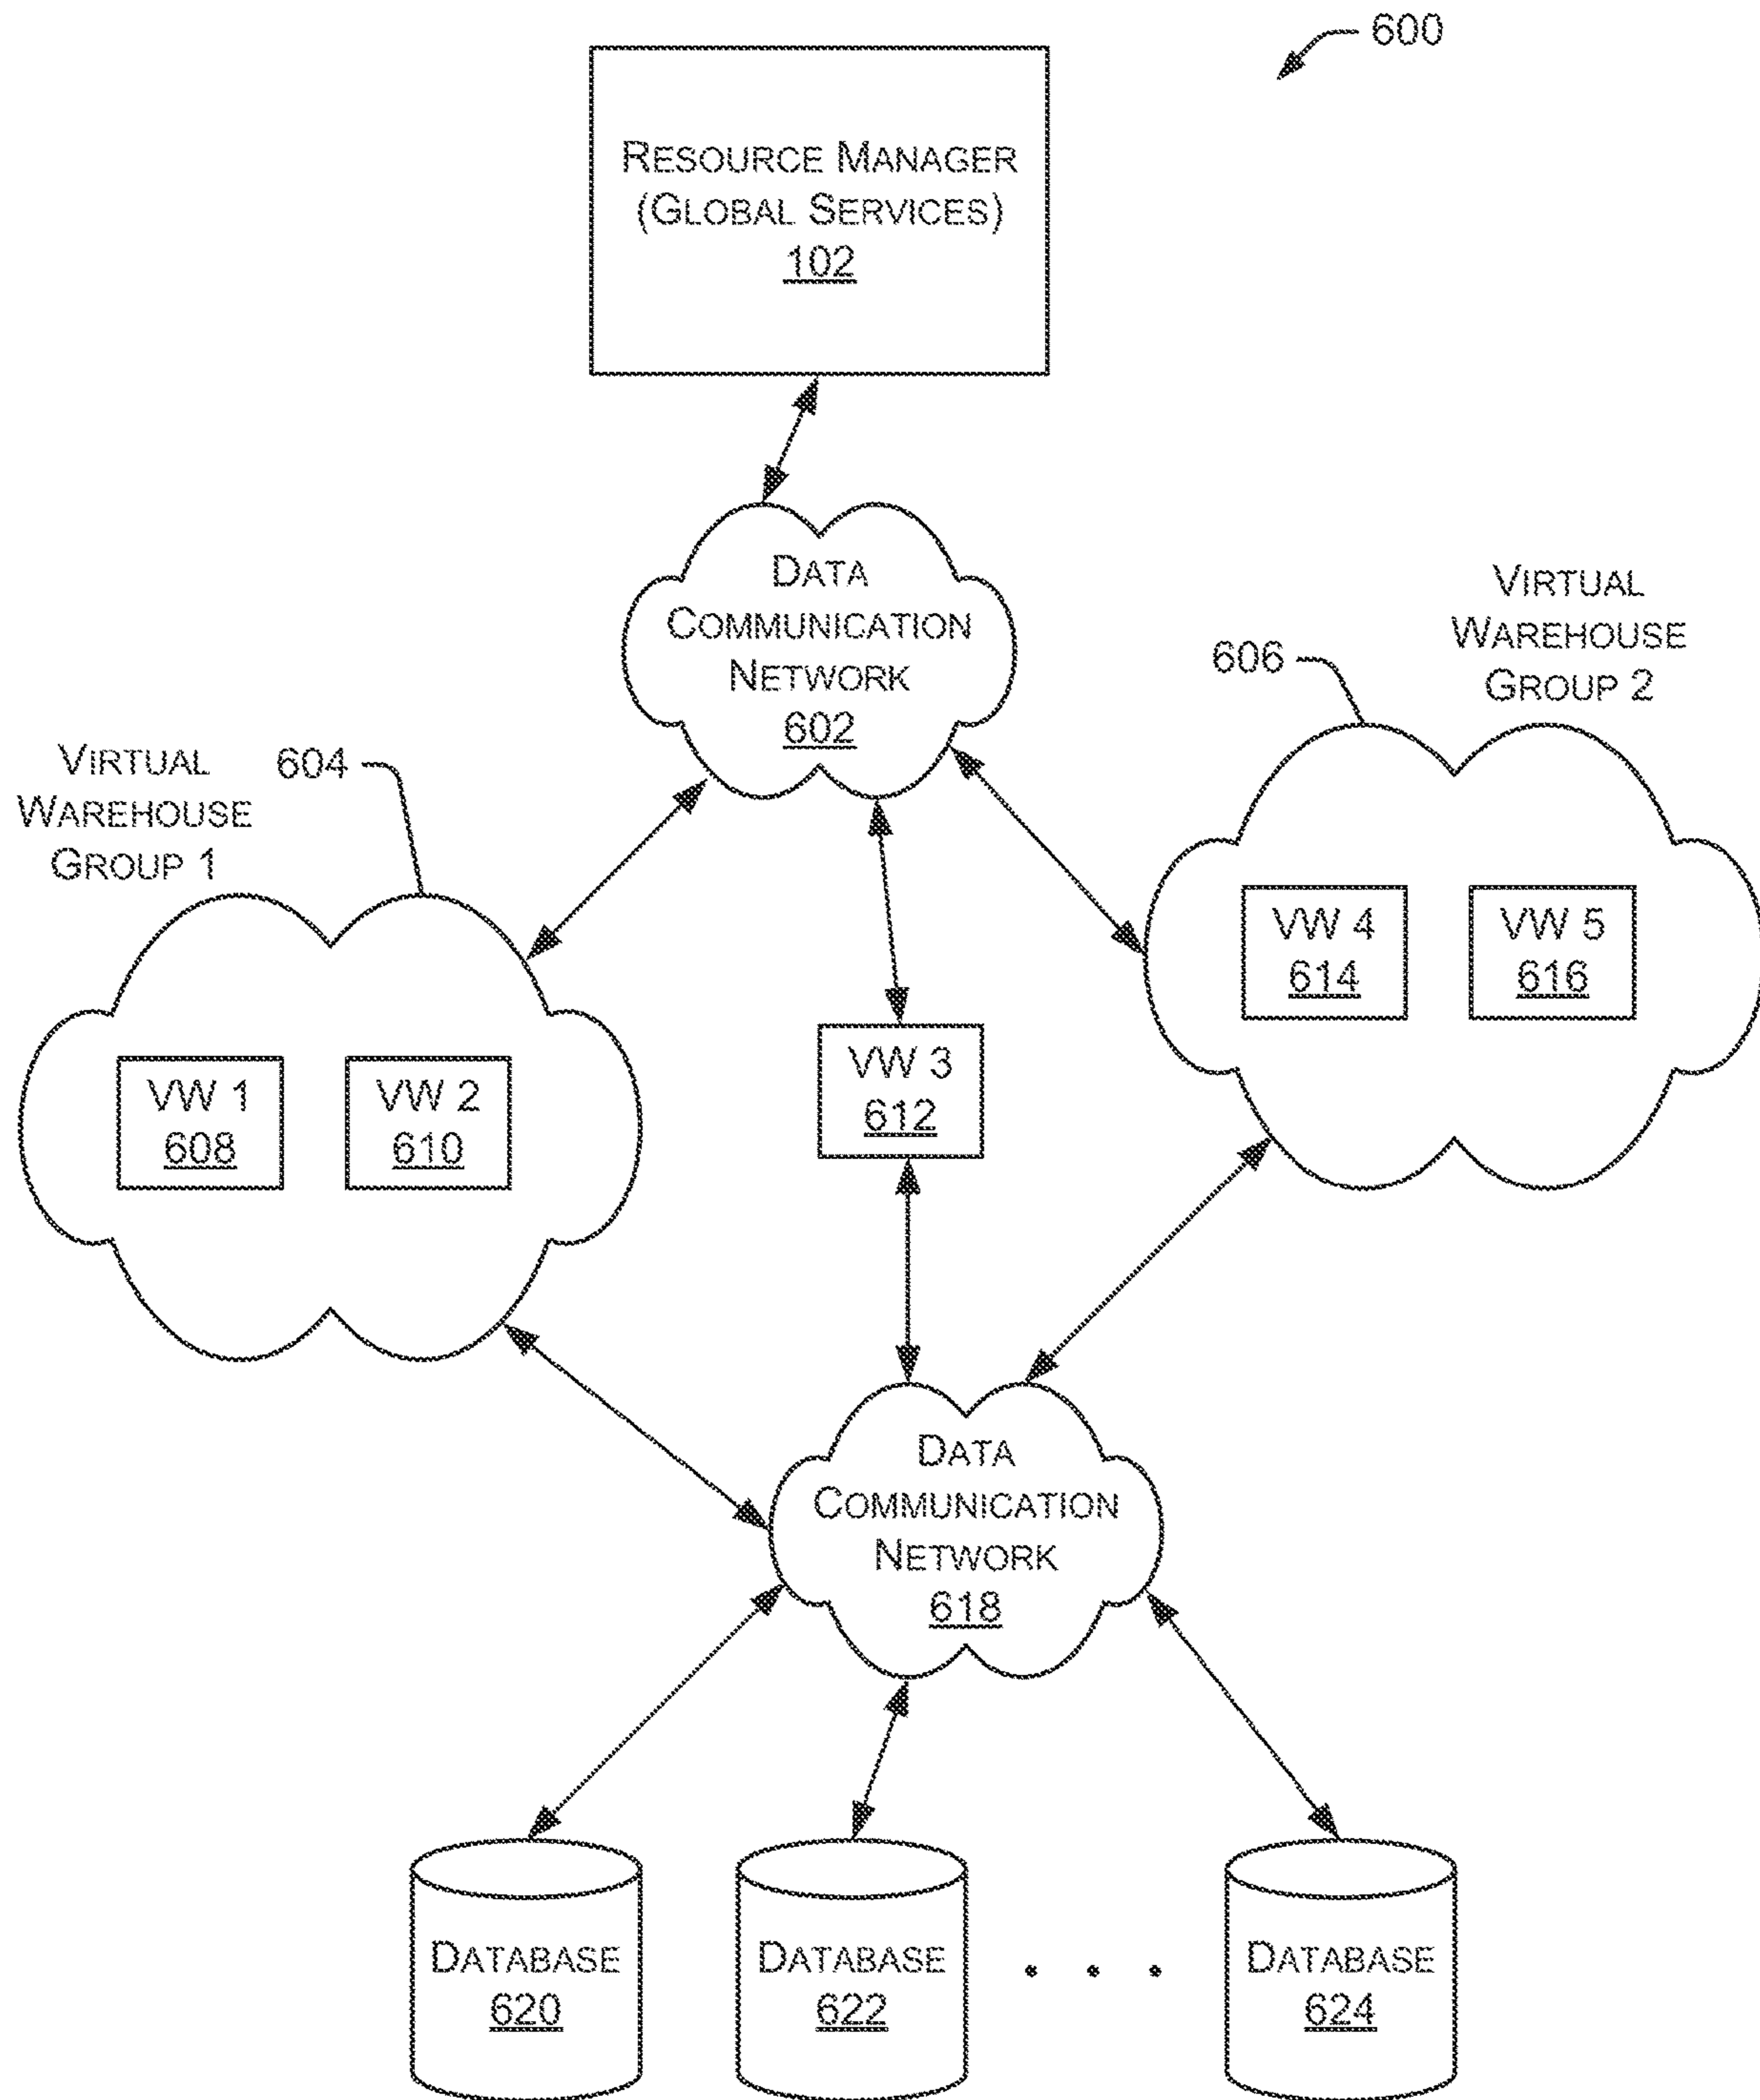 600
RESOURCE MANAGER
(GLOBAL SERVICES)
102
DATA
COMMUNICATION
NETWORK
602
VIRTUAL
WAREHOUSE
GROUP 2
606
VIRTUAL
WAREHOUSE
GROUP 1
604
VW 4
614
VW 5
616
VW 3
612
VW 1
608
VW 2
610
DATA
COMMUNICATION
NETWORK
618
DATABASE
620
DATABASE
622
. . .
DATABASE
624